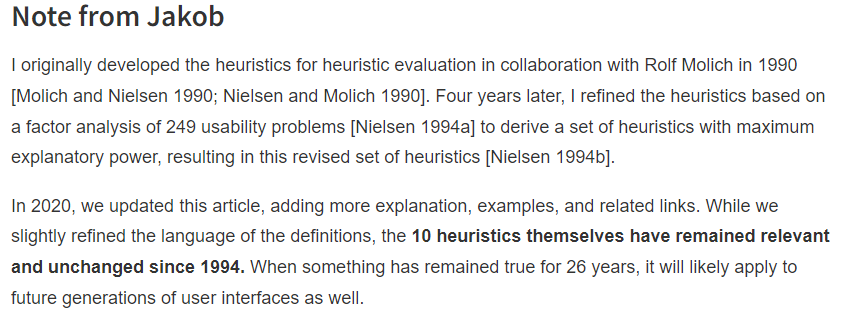 Note from Jakob
I originally developed the heuristics for heuristic evaluation in collaboration with Rolf Molich in 1990
[Molich and Nielsen 1990; Nielsen and Molich 1990]. Four years later, I refined the heuristics based on
a factor analysis of 249 usability problems [Nielsen 1994a] to derive a set of heuristics with maximum
explanatory power, resulting in this revised set of heuristics [Nielsen 1994b].
In 2020, we updated this article, adding more explanation, examples, and related links. While we
slightly refined the language of the definitions, the 10 heuristics themselves have remained relevant
and unchanged since 1994. When something has remained true for 26 years, it will likely apply to
future generations of user interfaces as well.